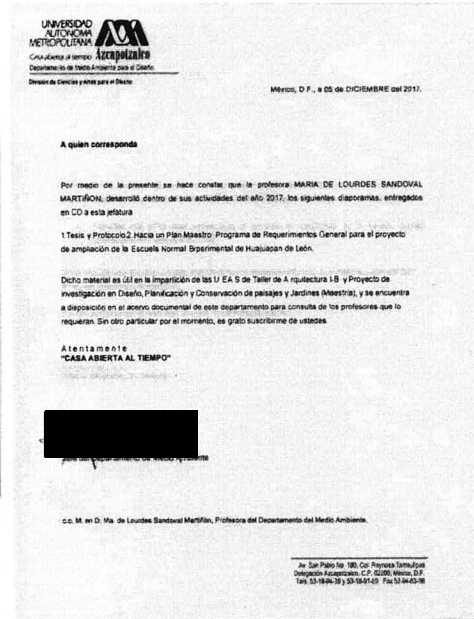 UNIVERSIDAD
AUTONOMA
METROPOLITANA
Casa abierta al tiempo Azcapotzalco
Departamento de Medio Ambiente para el Diseño
División de Ciencias y Artes para el Diseño
México, D.F., a 05 de DICIEMBRE del 2017.
A quien corresponda
Por medio de la presente se hace constar que la profesora MARIA DE LOURDES SANDOVAL
MARTIÑON, desarrolló dentro de sus actividades del año 2017, los siguientes diaporamas, entregados
en CD a esta jefatura
1.Tesis y Protocolo2. Hacia un Plan Maestro: Programa de Requerimientos General para el proyecto
de ampliación de la Escuela Normal Experimental de Huajuapan de León.
Dicho material es útil en la impartición de las U.E.A.S de Taller de Arquitectura I-B y Proyecto de
investigación en Diseño, Planificación y Conservación de paisajes y Jardines (Maestría), y se encuentra
a disposición en el acervo documental de este departamento para consulta de los profesores que lo
requieran. Sin otro particular por el momento, es grato suscribirme de ustedes.
Atentamente
"CASA ABIERTA AL TIEMPO"
Jefe del Departamento de Medio Ambiente
c.c. M. en D. Ma. de Lourdes Sandoval Martiñón, Profesora del Departamento del Medio Ambiente.
Av. San Pablo No. 180, Col. Reynosa Tamaulipas
Delegación Azcapotzalco, C.P. 02200, México, D.F.